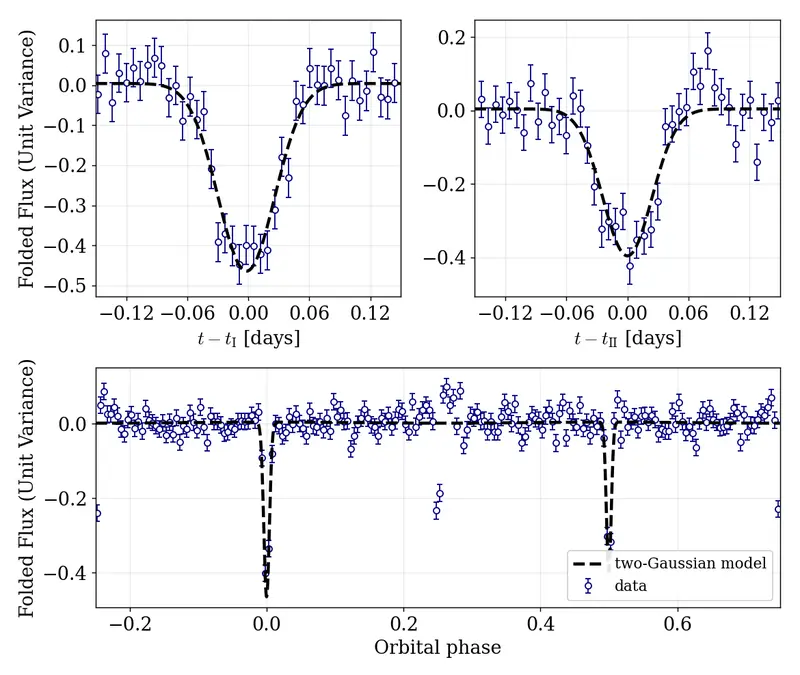 Folded Flux (Unit Variance)
0.1
0.0
−0.1
−0.2
−0.3
−0.4
−0.5
−0.12 −0.06 0.00 0.06 0.12
t − tI [days]
0.2
0.0
−0.2
−0.4
−0.12 −0.06 0.00 0.06 0.12
t − tII [days]
Folded Flux (Unit Variance)
0.0
−0.2
−0.4
two-Gaussian model
data
−0.2 0.0 0.2 0.4 0.6
Orbital phase